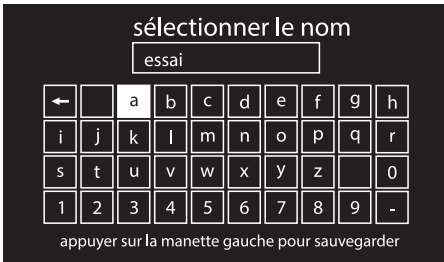 sélectionner le nom
essai
← a b c d e f g h
i j k l m n o p q r
s t u v w x y z 0
1 2 3 4 5 6 7 8 9 -
appuyer sur la manette gauche pour sauvegarder